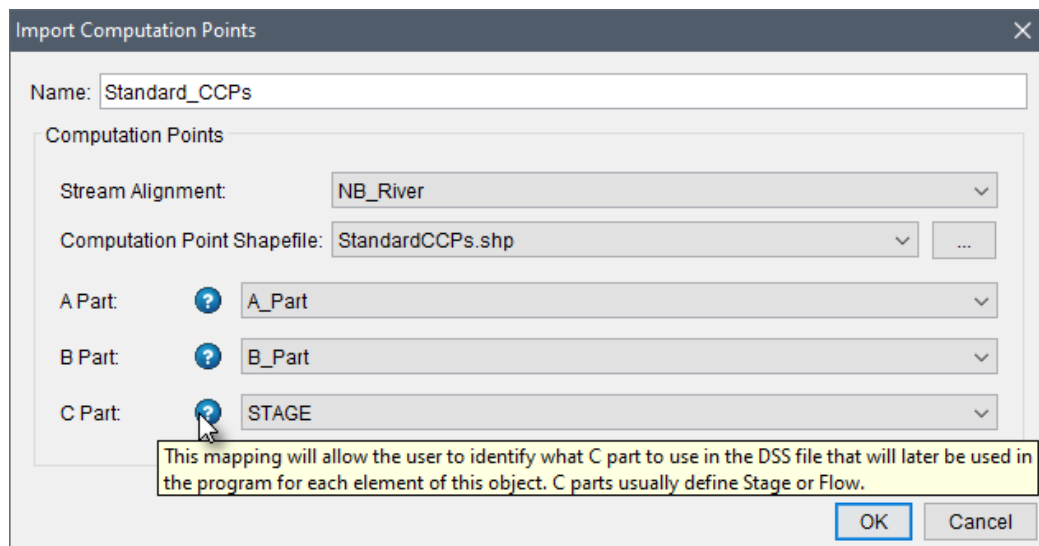 Import Computation Points
Name: Standard_CCPs
Computation Points
Stream Alignment: NB_River
Computation Point Shapefile: StandardCCPs.shp ...
A Part: ? A_Part
B Part: ? B_Part
C Part: ? STAGE
This mapping will allow the user to identify what C part to use in the DSS file that will later be used in
the program for each element of this object. C parts usually define Stage or Flow.
OK Cancel